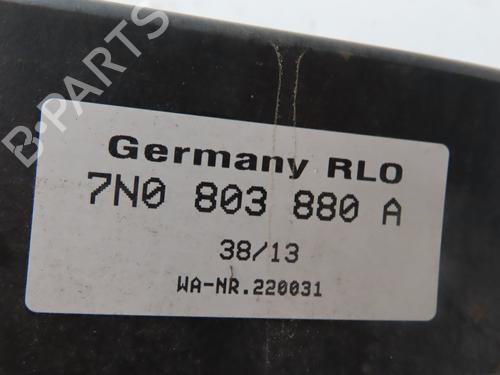 Germany RLO
7N0 803 880 A
38/13
WA-NR.220031
B-PARTS